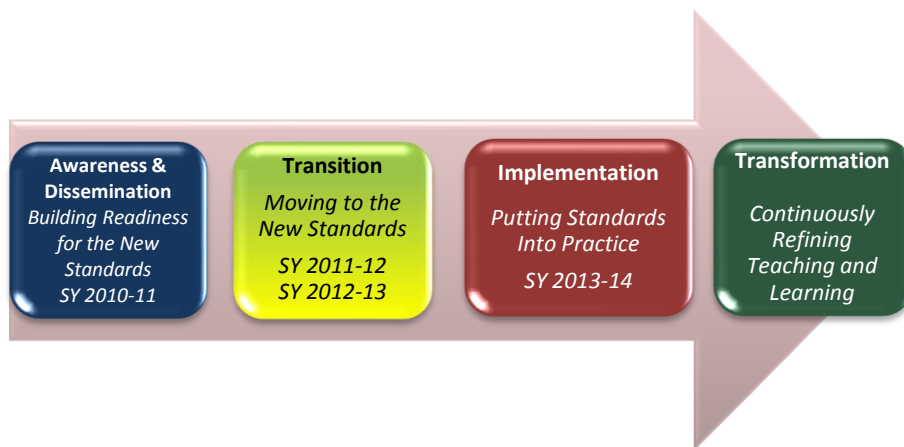 Awareness &
Dissemination
Building Readiness
for the New
Standards
SY 2010-11
Transition
Moving to the
New Standards
SY 2011-12
SY 2012-13
Implementation
Putting Standards
Into Practice
SY 2013-14
Transformation
Continuously
Refining
Teaching and
Learning